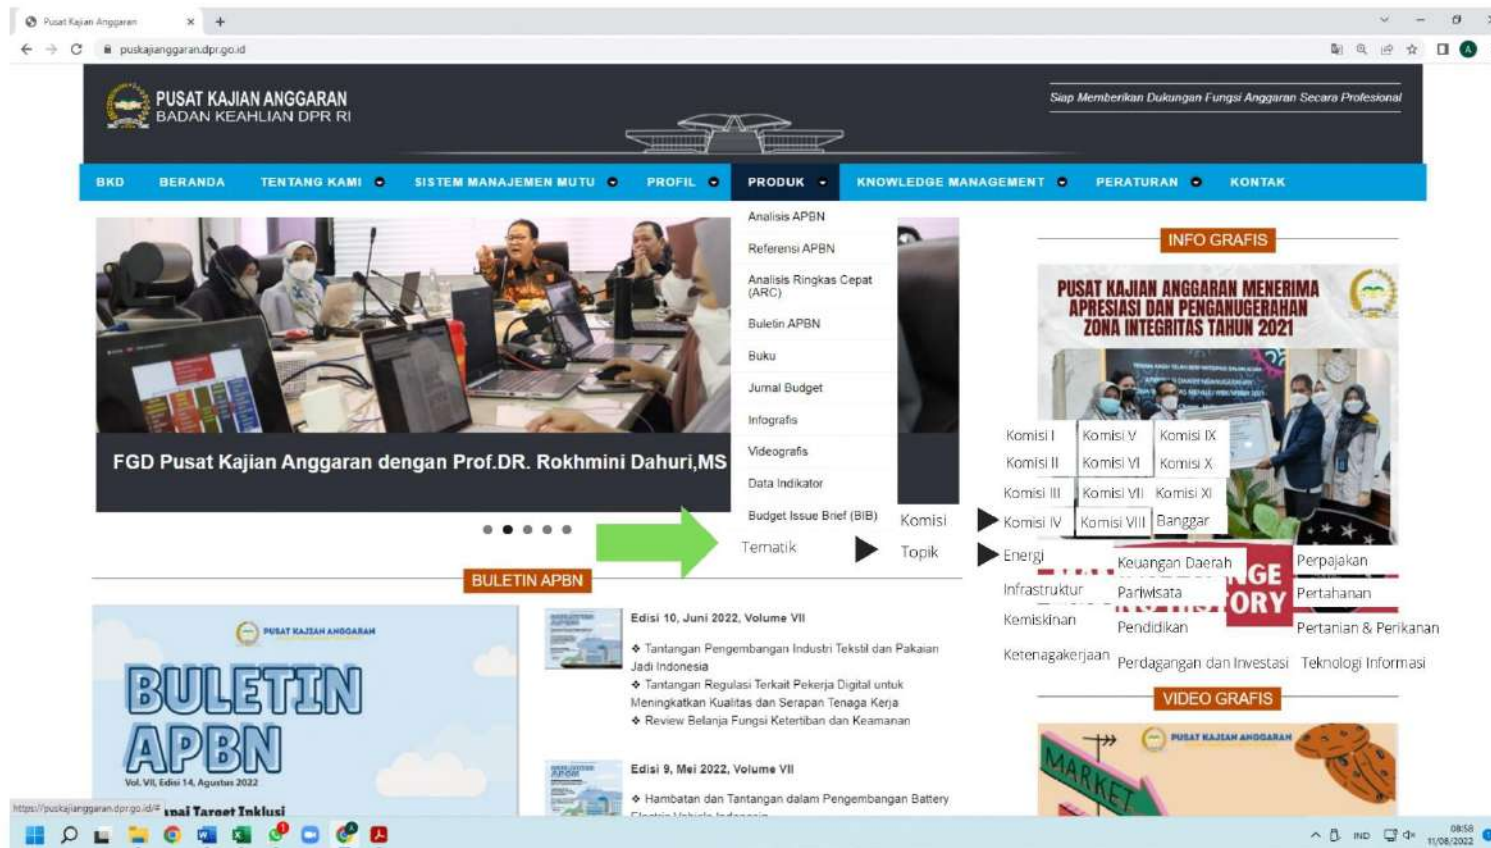 Pusat Kajian Anggaran
puskajianggaran.dpr.go.id
PUSAT KAJIAN ANGGARAN
BADAN KEAHLIAN DPR RI
Siap Memberikan Dukungan Fungsi Anggaran Secara Profesional
BKD BERANDA TENTANG KAMI SISTEM MANAJEMEN MUTU PROFIL PRODUK KNOWLEDGE MANAGEMENT PERATURAN KONTAK
Analisis APBN
Referensi APBN
Analisis Ringkas Cepat
(ARC)
Buletin APBN
Buku
Jurnal Budget
Infografis
Videografis
Data Indikator
Budget Issue Brief (BIB)
Tematik
Komisi
Topik
Komisi I Komisi V Komisi IX
Komisi II Komisi VI Komisi X
Komisi III Komisi VII Komisi XI
Komisi IV Komisi VIII Banggar
Energi Keuangan Daerah Perpajakan
Infrastruktur Pariwisata Pertahanan
Kemiskinan Pendidikan Pertanian & Perikanan
Ketenagakerjaan Perdagangan dan Investasi Teknologi Informasi
FGD Pusat Kajian Anggaran dengan Prof.DR. Rokhmini Dahuri,MS
INFO GRAFIS
PUSAT KAJIAN ANGGARAN MENERIMA
APRESIASI DAN PENGANUGERAHAN
ZONA INTEGRITAS TAHUN 2021
BULETIN APBN
PUSAT KAJIAN ANGGARAN
BULETIN
APBN
Vol. VII, Edisi 14, Agustus 2022
Target Inklusi
https://puskajianggaran.dpr.go.id/#
Edisi 10, Juni 2022, Volume VII
❖ Tantangan Pengembangan Industri Tekstil dan Pakaian
Jadi Indonesia
❖ Tantangan Regulasi Terkait Pekerja Digital untuk
Meningkatkan Kualitas dan Serapan Tenaga Kerja
❖ Review Belanja Fungsi Ketertiban dan Keamanan
Edisi 9, Mei 2022, Volume VII
❖ Hambatan dan Tantangan dalam Pengembangan Battery
VIDEO GRAFIS
PUSAT KAJIAN ANGGARAN
MARKET
IND
08:58
11/08/2022